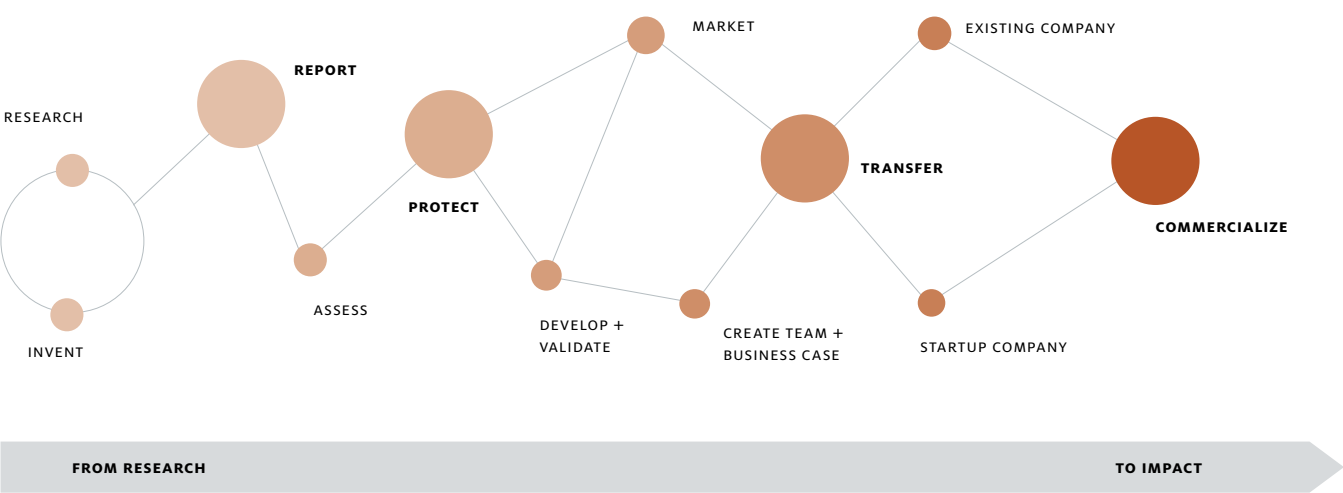 RESEARCH
INVENT
REPORT
ASSESS
PROTECT
MARKET
DEVELOP +
VALIDATE
CREATE TEAM +
BUSINESS CASE
TRANSFER
EXISTING COMPANY
STARTUP COMPANY
COMMERCIALIZE
FROM RESEARCH
TO IMPACT